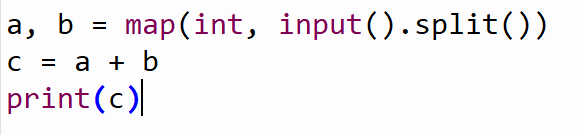 a, b = map(int, input().split())
c = a + b
print(c)